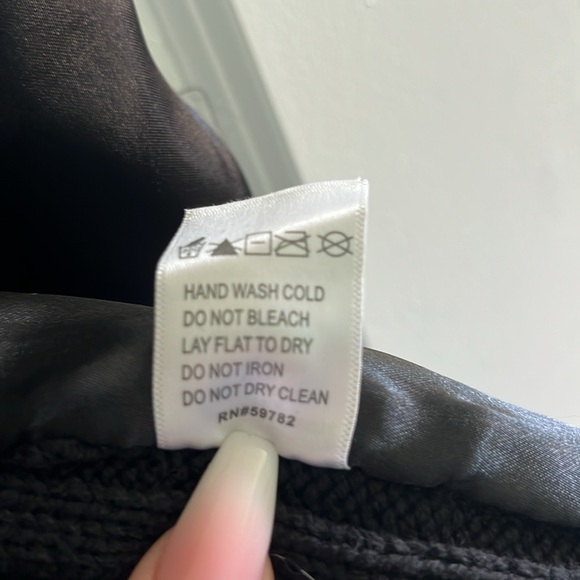 HAND WASH COLD
DO NOT BLEACH
LAY FLAT TO DRY
DO NOT IRON
DO NOT DRY CLEAN
RN#59782